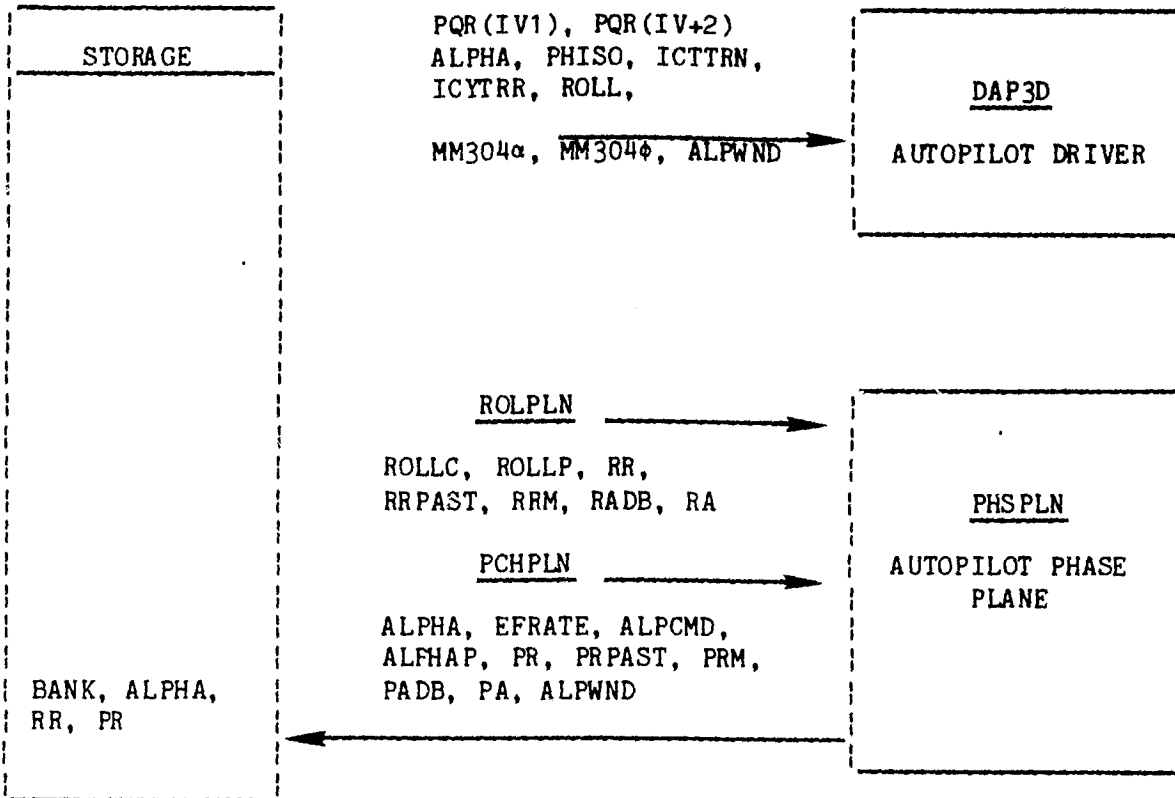 STORAGE
PQR(IV1), PQR(IV+2)
ALPHA, PHISO, ICTTRN,
ICYTRR, ROLL,
MM304α, MM304ϕ, ALPWND
DAP3D
AUTOPILOT DRIVER
ROLPLN
ROLLC, ROLLP, RR,
RRPAST, RRM, RADB, RA
PCHPLN
ALPHA, EFRATE, ALPCMD,
ALFHAP, PR, PRPAST, PRM,
PADB, PA, ALPWND
PHSPLN
AUTOPILOT PHASE
PLANE
BANK, ALPHA,
RR, PR